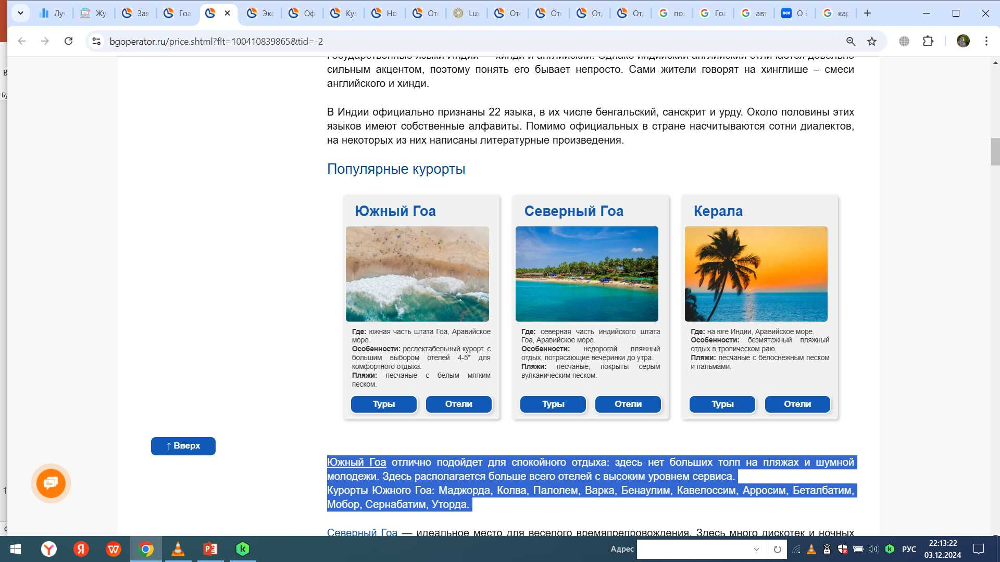 Луч
Жу
Зая
Гоа
Экс
Оф
Куп
Но
Оте
Lux
Оте
Оте
Отд
Отд
пол
Гоа
авт
О В
кар
bgoperator.ru/price.shtml?flt=100410839865&tid=-2
Государственные языки Индии — хинди и английский. Однако индийский английский отличается довольно
сильным акцентом, поэтому понять его бывает непросто. Сами жители говорят на хинглише – смеси
английского и хинди.
В Индии официально признаны 22 языка, в их числе бенгальский, санскрит и урду. Около половины этих
языков имеют собственные алфавиты. Помимо официальных в стране насчитываются сотни диалектов,
на некоторых из них написаны литературные произведения.
Популярные курорты
Южный Гоа
Где: южная часть штата Гоа, Аравийское
море.
Особенности: респектабельный курорт, с
большим выбором отелей 4-5* для
комфортного отдыха.
Пляжи: песчаные с белым мягким
песком.
Туры Отели
Северный Гоа
Где: северная часть индийского штата
Гоа, Аравийское море.
Особенности: недорогой пляжный
отдых, потрясающие вечеринки до утра.
Пляжи: песчаные, покрыты серым
вулканическим песком.
Туры Отели
Керала
Где: на юге Индии, Аравийское море.
Особенности: безмятежный пляжный
отдых в тропическом раю.
Пляжи: песчаные с белоснежным песком
и пальмами.
Туры Отели
↑ Вверх
Южный Гоа отлично подойдет для спокойного отдыха: здесь нет больших толп на пляжах и шумной
молодежи. Здесь располагается больше всего отелей с высоким уровнем сервиса.
Курорты Южного Гоа: Маджорда, Колва, Палолем, Варка, Бенаулим, Кавелоссим, Арросим, Беталбатим,
Мобор, Сернабатим, Уторда.
Северный Гоа — идеальное место для веселого времяпрепровождения. Здесь много дискотек и ночных
Адрес
РУС
22:13:22
03.12.2024